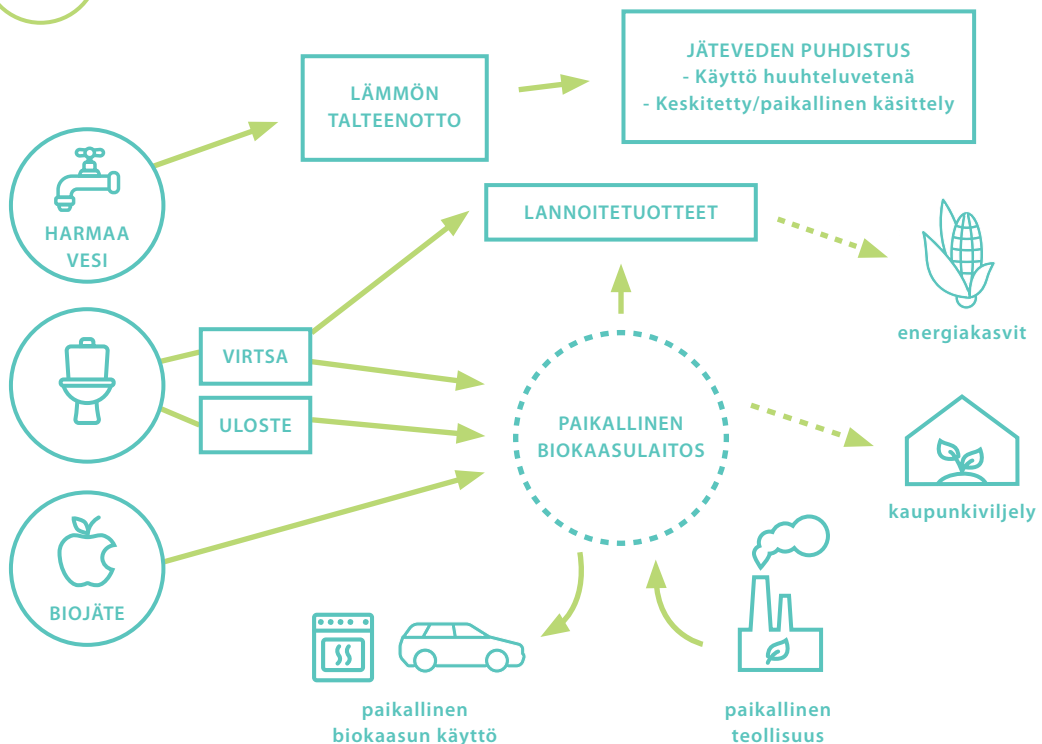 JÄTEVEDEN PUHDISTUS
- Käyttö huuhteluvetenä
- Keskitetty/paikallinen käsittely
LÄMMÖN
TALTEENOTTO
HARMAA
VESI
LANNOITETUOTTEET
energiakasvit
VIRTSA
ULOSTE
PAIKALLINEN
BIOKAASULAITOS
kaupunkiviljely
BIOJÄTE
paikallinen
biokaasun käyttö
paikallinen
teollisuus